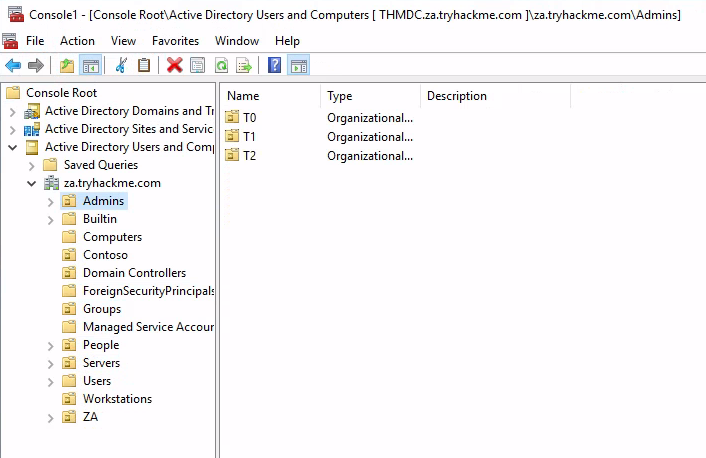 Console1 - [Console Root\Active Directory Users and Computers [ THMDC.za.tryhackme.com ]\za.tryhackme.com\Admins]
File Action View Favorites Window Help
Console Root
Active Directory Domains and Tr
Active Directory Sites and Servic
Active Directory Users and Comp
Saved Queries
za.tryhackme.com
Admins
Builtin
Computers
Contoso
Domain Controllers
ForeignSecurityPrincipals
Groups
Managed Service Accour
People
Servers
Users
Workstations
ZA
Name Type Description
T0 Organizational...
T1 Organizational...
T2 Organizational...